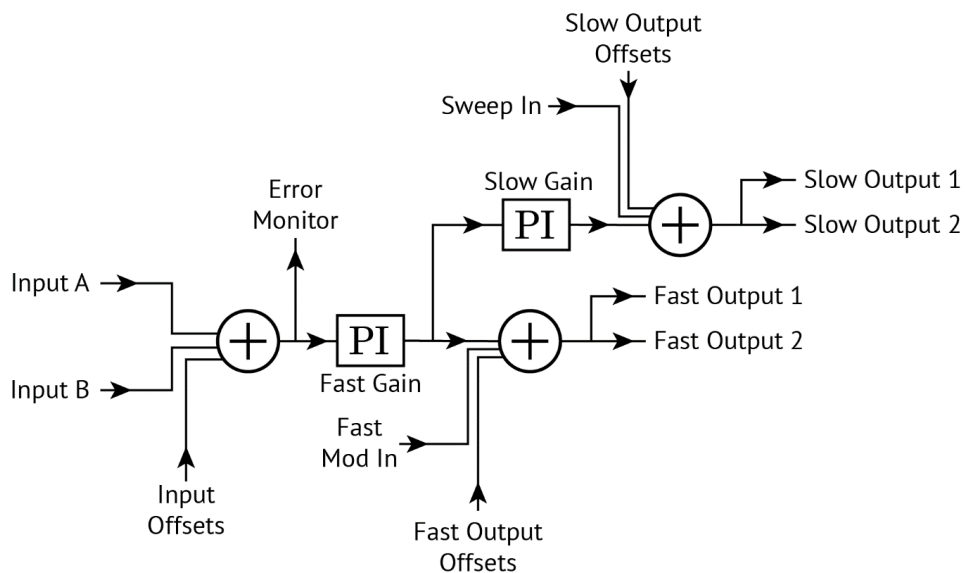 Slow Output
Offsets
Sweep In
Error
Monitor
Slow Gain
PI
Slow Output 1
Slow Output 2
Input A
Input B
PI
Fast Gain
Fast Output 1
Fast Output 2
Fast
Mod In
Input
Offsets
Fast Output
Offsets